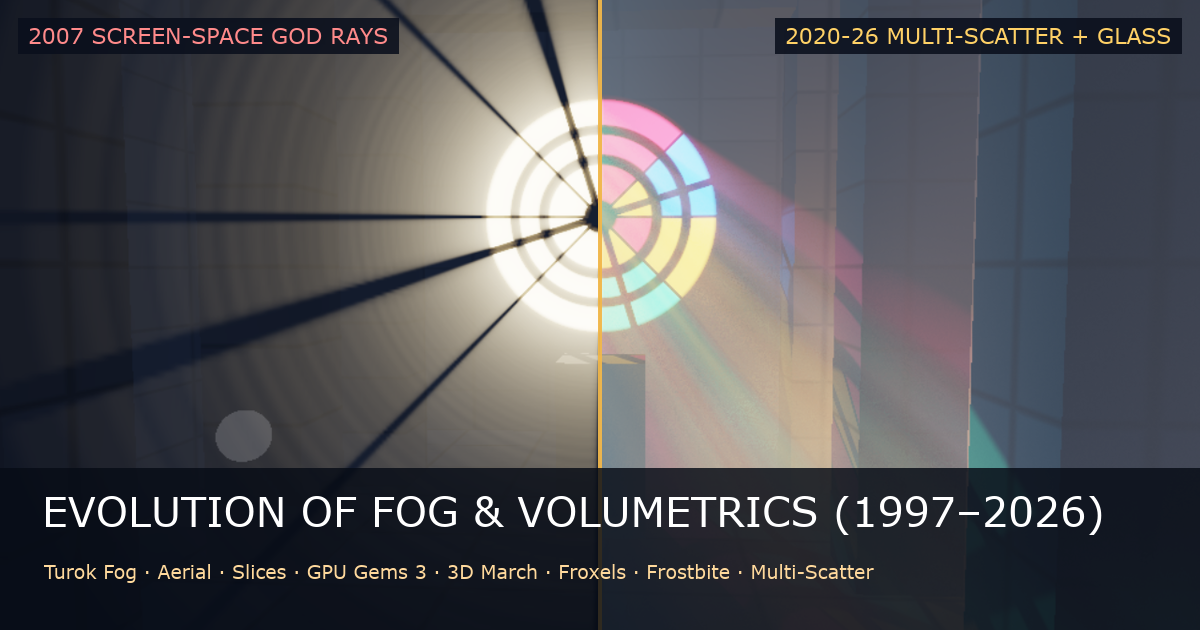 2007 SCREEN-SPACE GOD RAYS
2020-26 MULTI-SCATTER + GLASS
EVOLUTION OF FOG & VOLUMETRICS (1997–2026)
Turok Fog · Aerial · Slices · GPU Gems 3 · 3D March · Froxels · Frostbite · Multi-Scatter